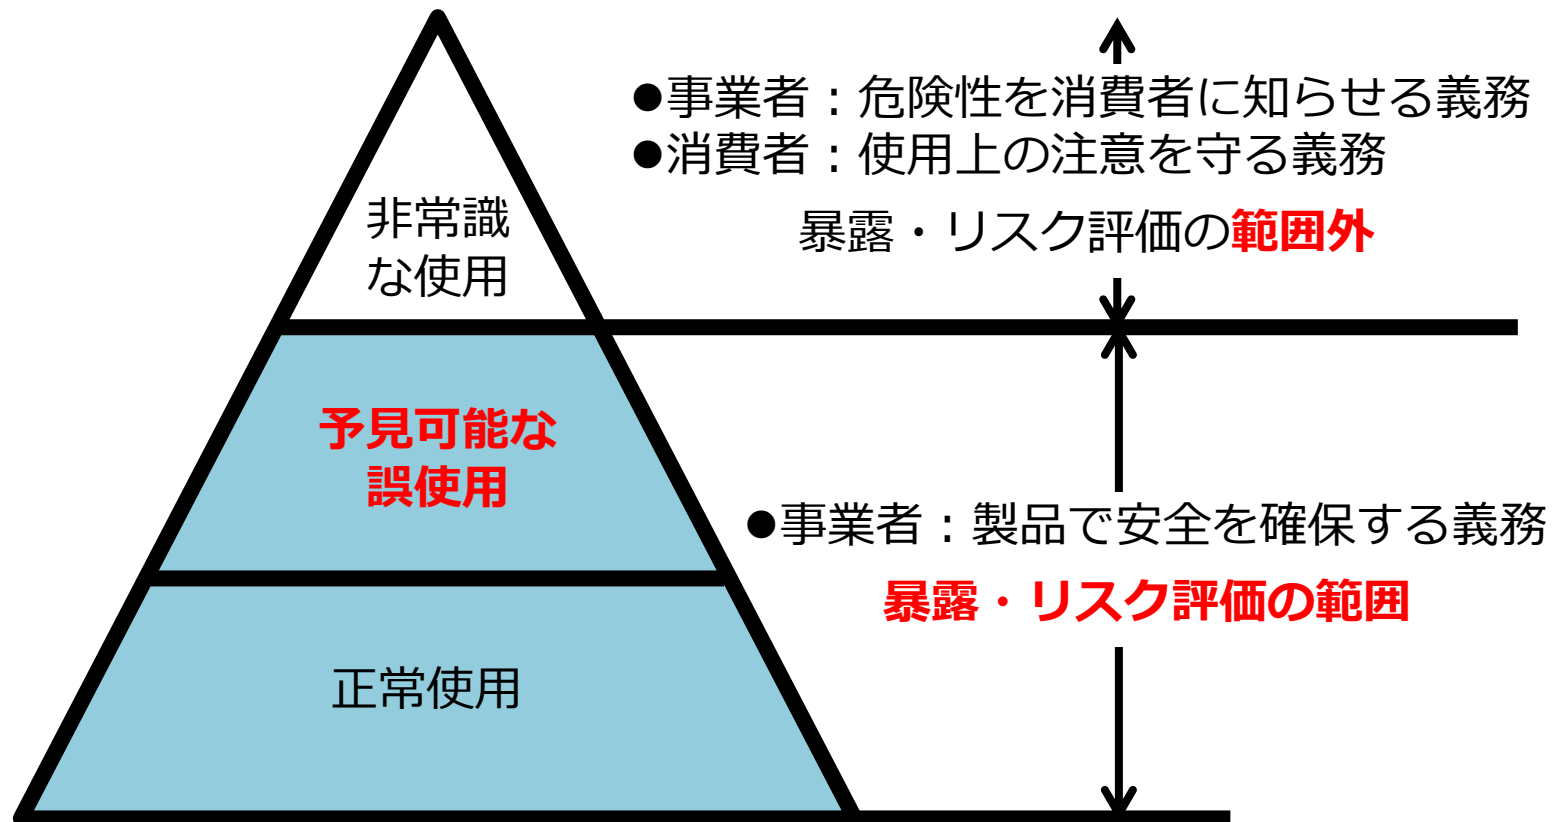 ●事業者：危険性を消費者に知らせる義務
●消費者：使用上の注意を守る義務
暴露・リスク評価の範囲外
非常識
な使用
予見可能な
誤使用
●事業者：製品で安全を確保する義務
暴露・リスク評価の範囲
正常使用